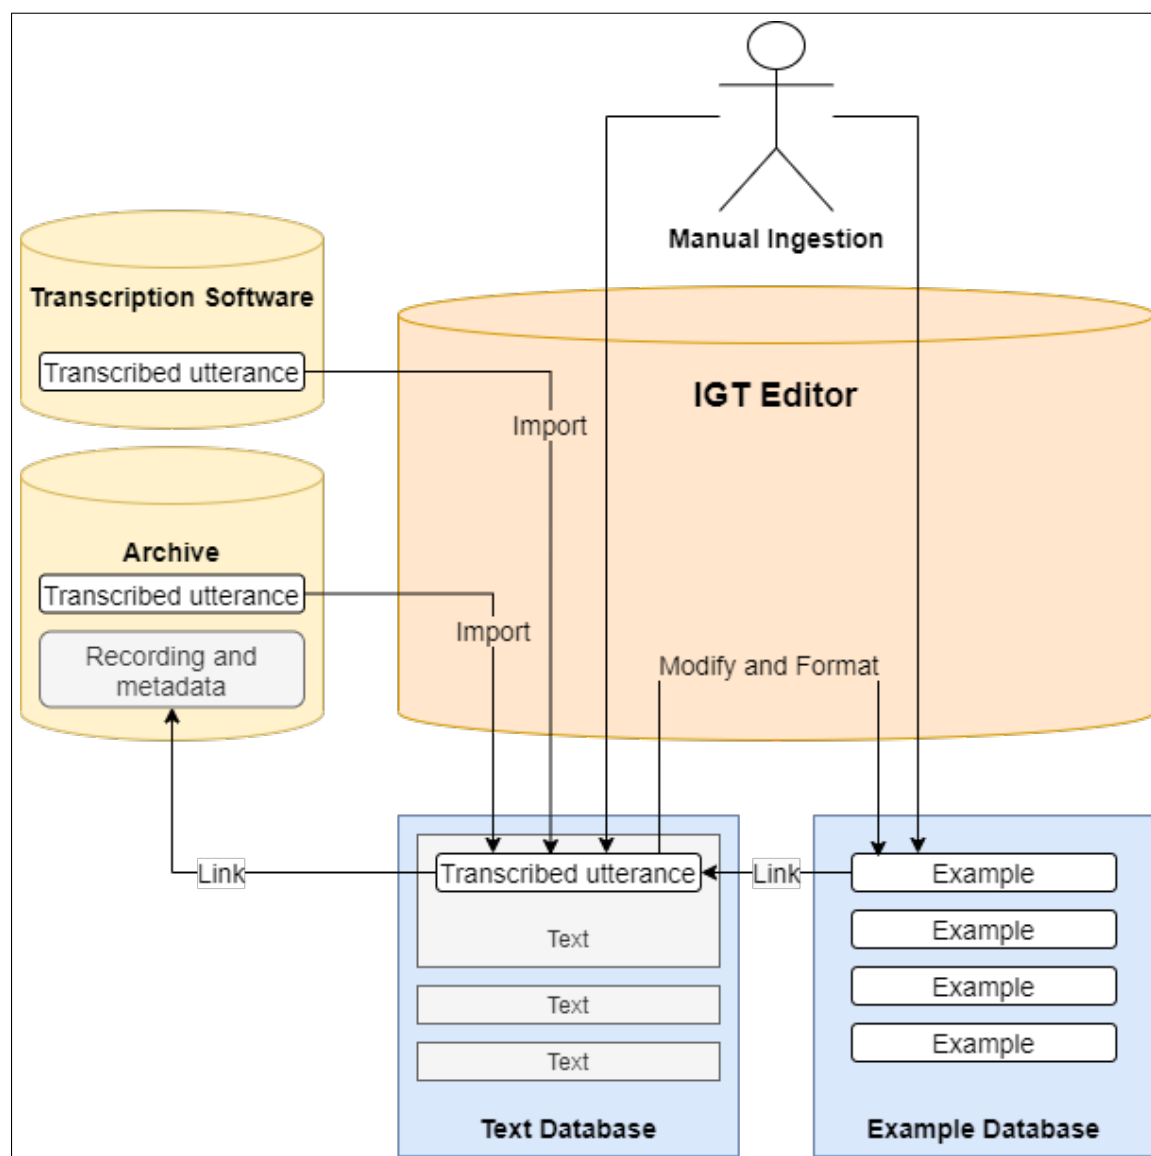 Manual Ingestion
Transcription Software
Transcribed utterance
IGT Editor
Import
Archive
Transcribed utterance
Import
Recording and
metadata
Modify and Format
Link
Transcribed utterance
Link
Example
Text
Example
Text
Example
Text
Example
Text Database
Example Database